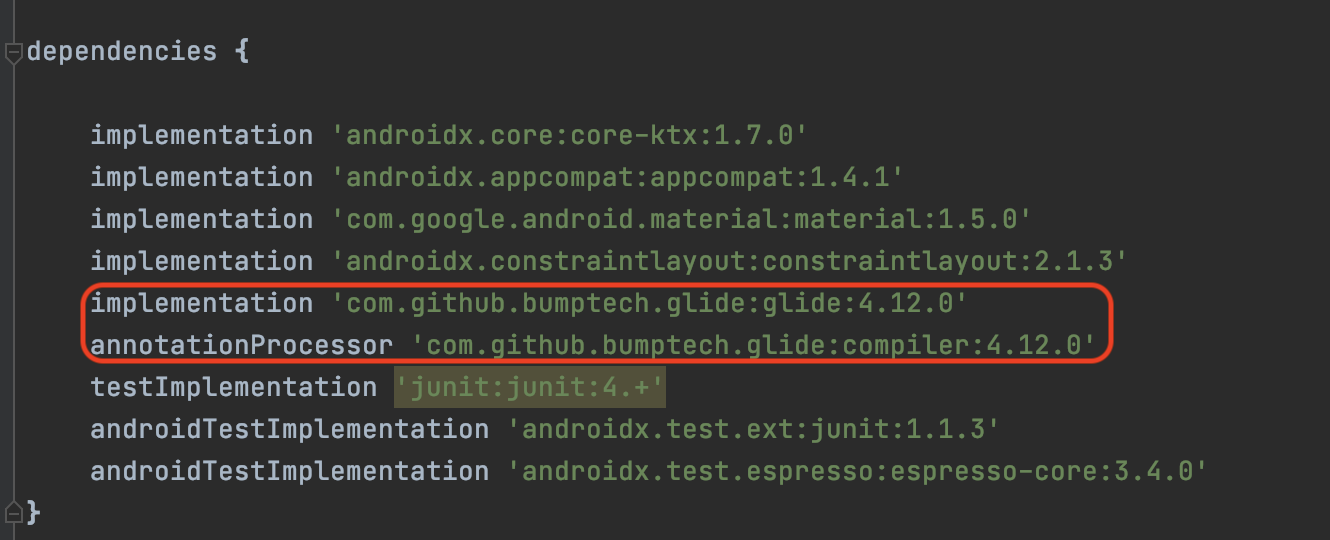 dependencies {
implementation 'androidx.core:core-ktx:1.7.0'
implementation 'androidx.appcompat:appcompat:1.4.1'
implementation 'com.google.android.material:material:1.5.0'
implementation 'androidx.constraintlayout:constraintlayout:2.1.3'
implementation 'com.github.bumptech.glide:glide:4.12.0'
annotationProcessor 'com.github.bumptech.glide:compiler:4.12.0'
testImplementation 'junit:junit:4.+'
androidTestImplementation 'androidx.test.ext:junit:1.1.3'
androidTestImplementation 'androidx.test.espresso:espresso-core:3.4.0'
}